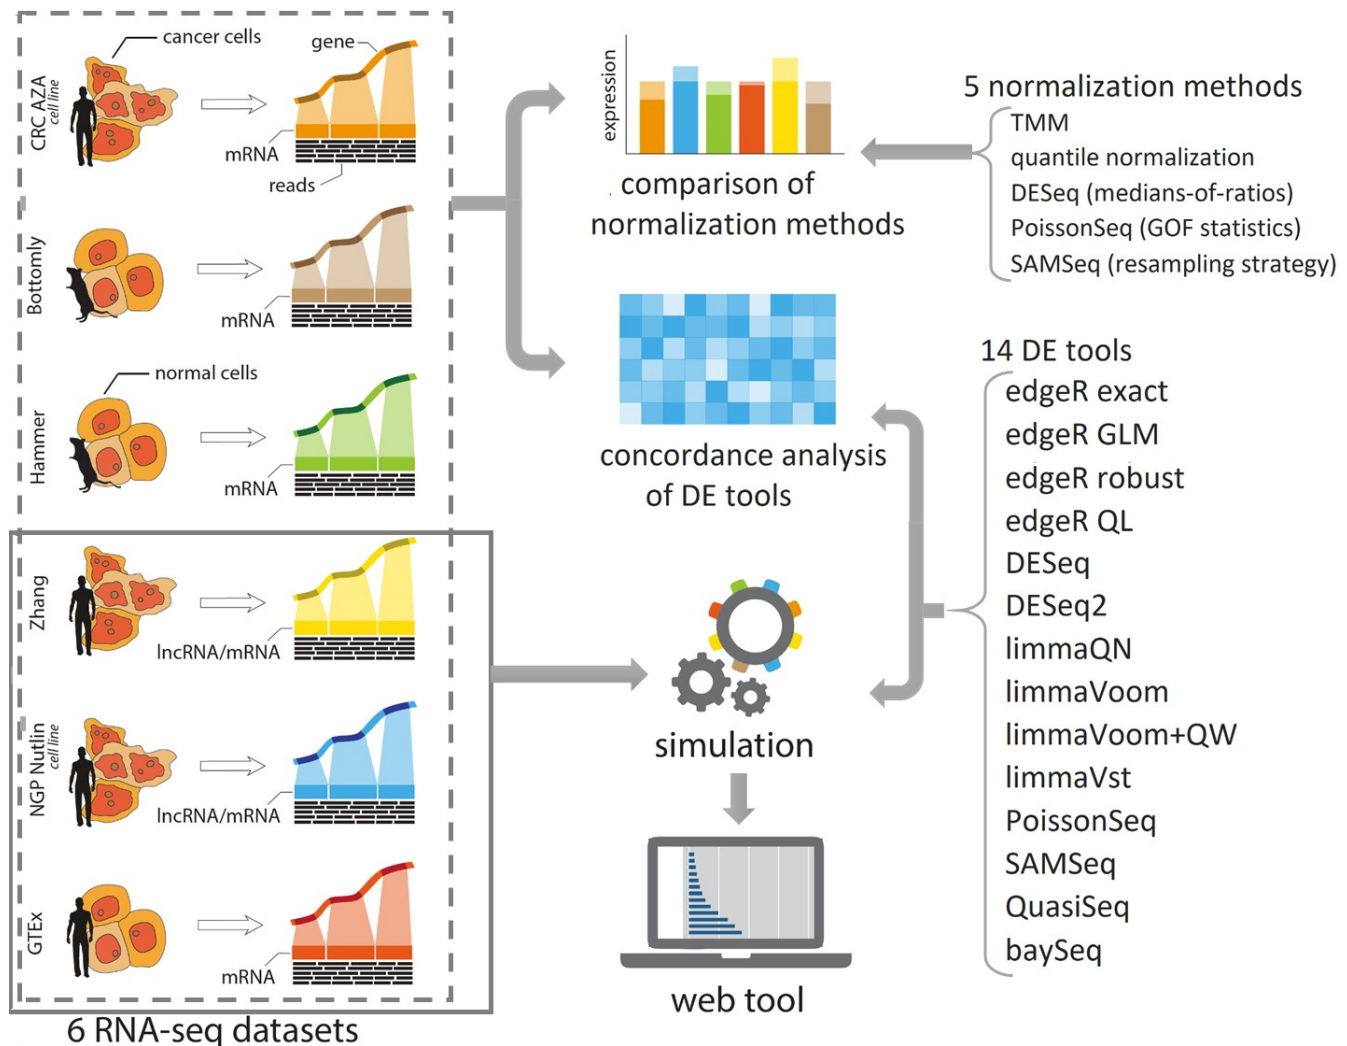 cancer cells
gene
CRC AZA
cell line
mRNA
reads
Bottomly
mRNA
normal cells
Hammer
mRNA
Zhang
lncRNA/mRNA
NGP Nutlin
cell line
lncRNA/mRNA
GTEx
mRNA
6 RNA-seq datasets
expression
comparison of
normalization methods
5 normalization methods
TMM
quantile normalization
DESeq (medians-of-ratios)
PoissonSeq (GOF statistics)
SAMSeq (resampling strategy)
concordance analysis
of DE tools
14 DE tools
edgeR exact
edgeR GLM
edgeR robust
edgeR QL
DESeq
DESeq2
limmaQN
limmaVoom
limmaVoom+QW
limmaVst
PoissonSeq
SAMSeq
QuasiSeq
baySeq
simulation
web tool